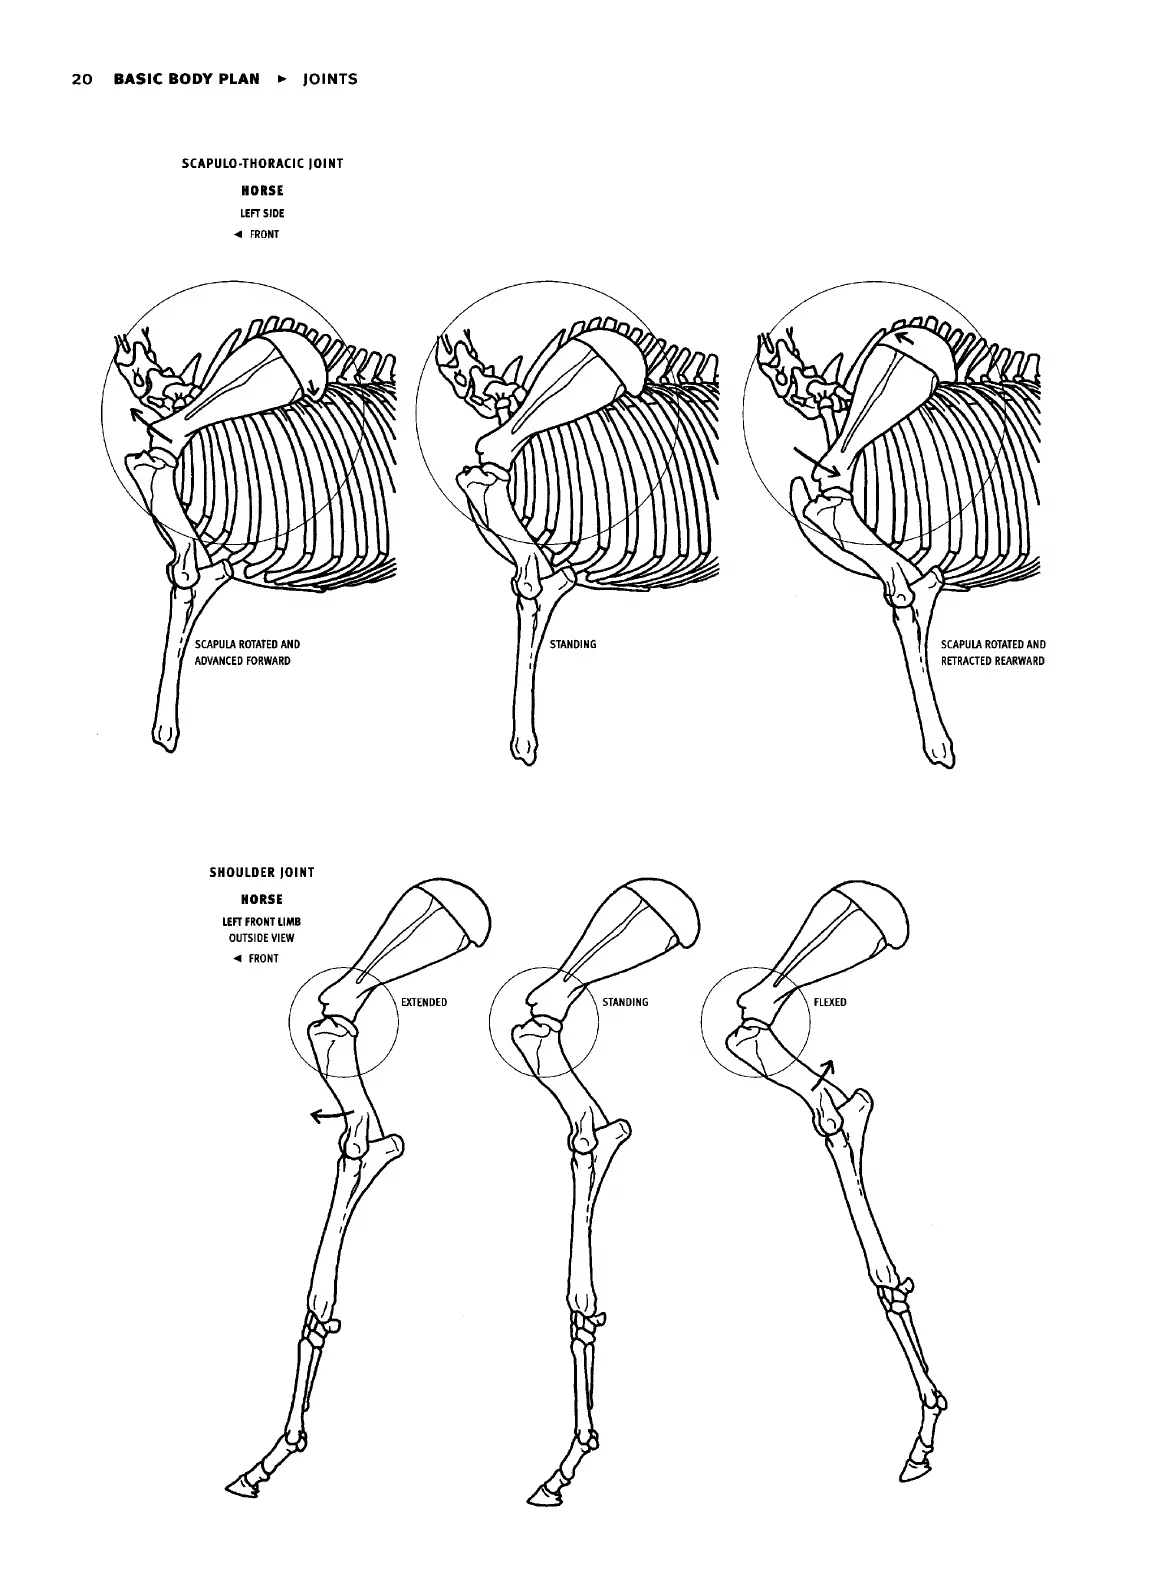 20 BASIC BODY PLAN ► JOINTS
SCAPULO-THORACIC JOINT
HORSE
LEFT SIDE
◄ FRONT
SCAPULA ROTATED AND
ADVANCED FORWARD
STANDING
SCAPULA ROTATED AND
RETRACTED REARWARD
SHOULDER JOINT
HORSE
LEFT FRONT LIMB
OUTSIDE VIEW
◄ FRONT
EXTENDED
STANDING
FLEXED